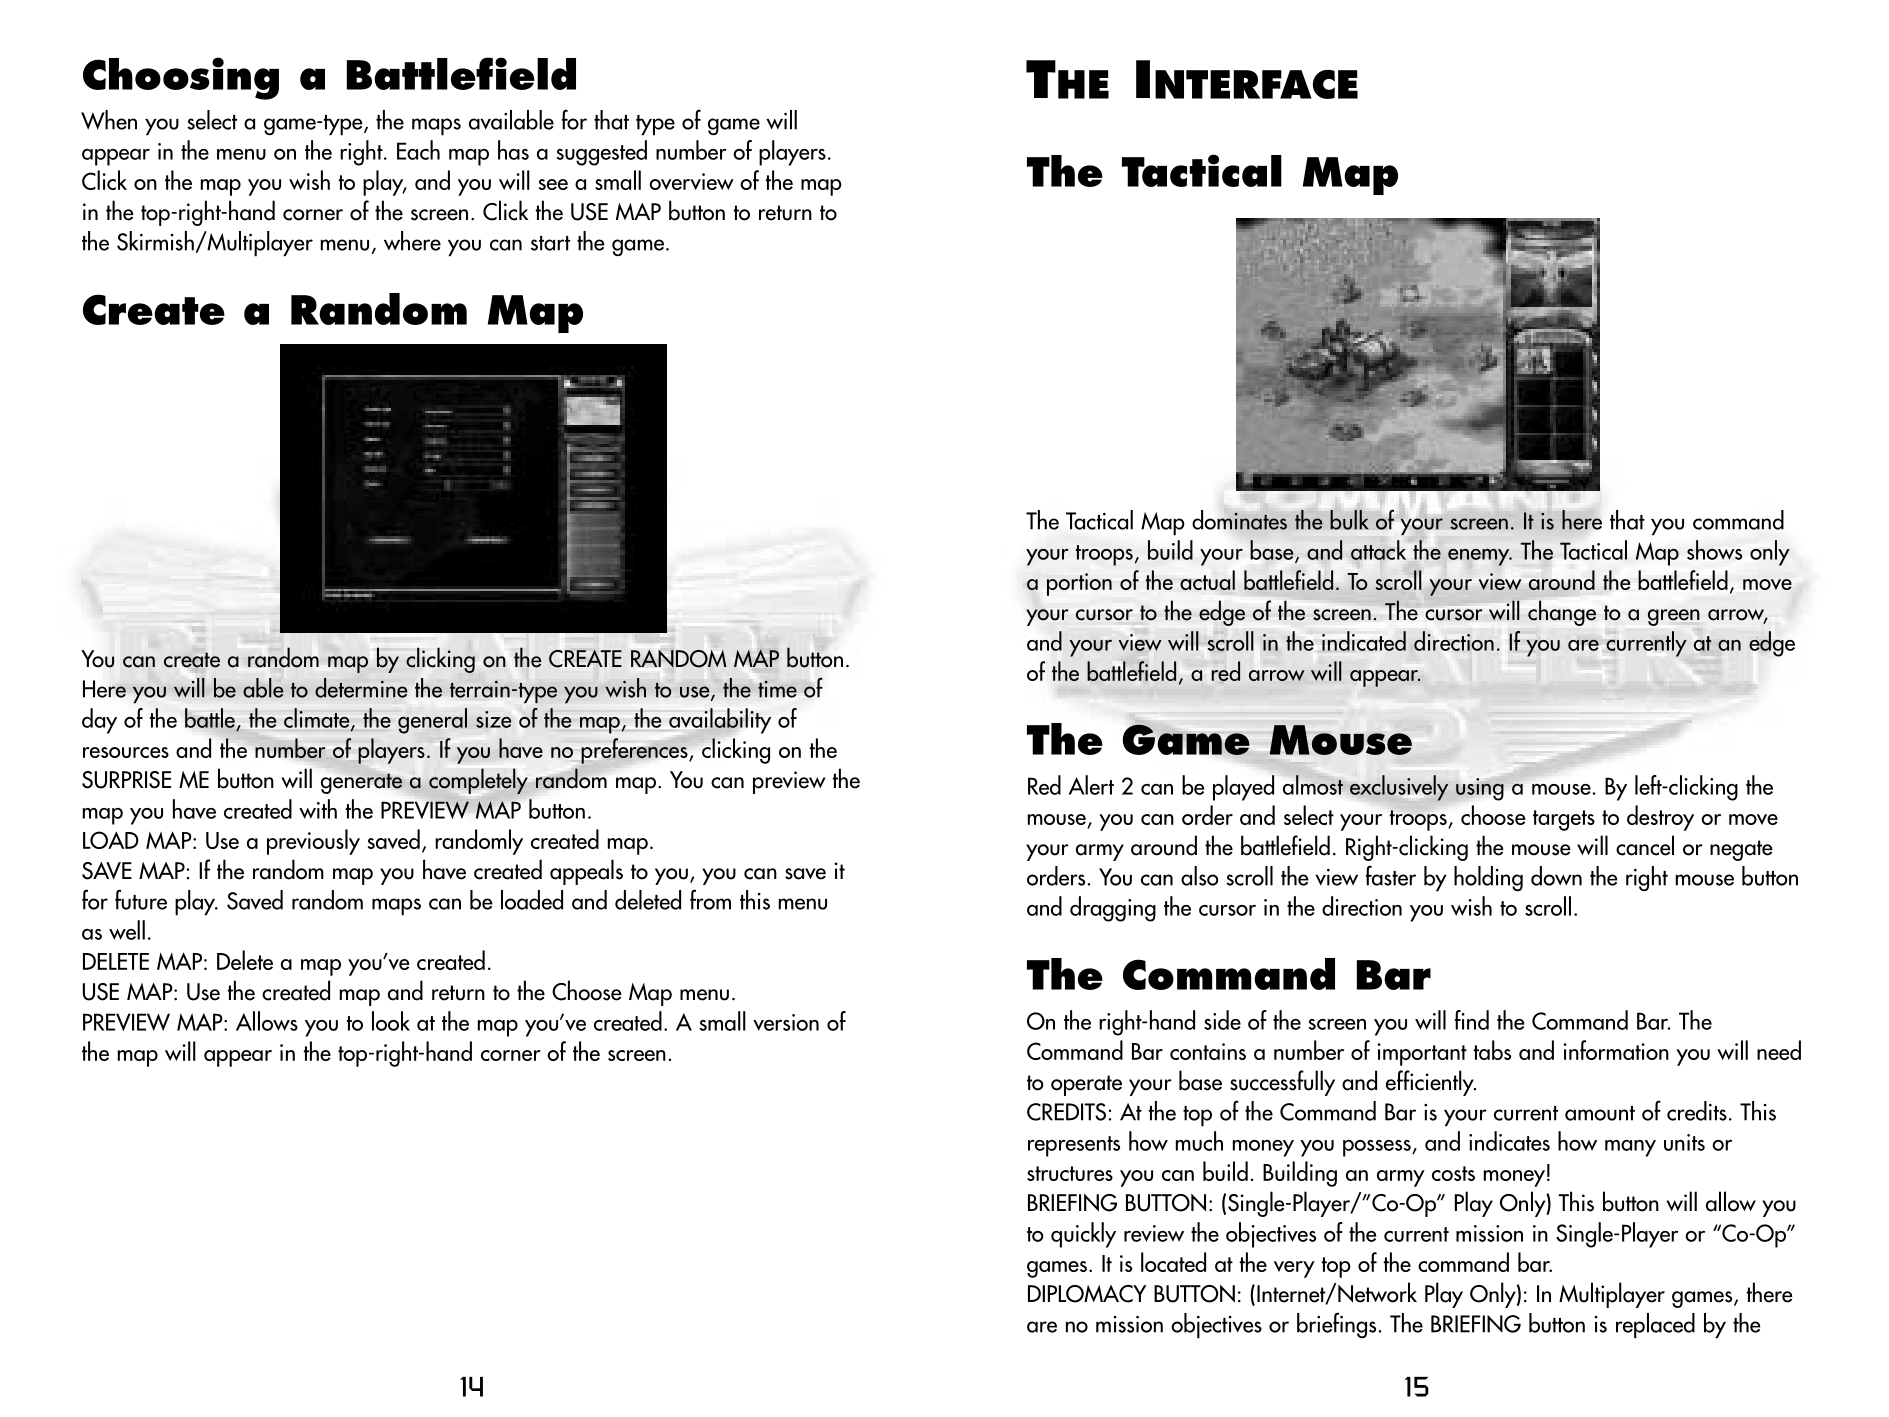 Choosing a Battlefield
When you select a game-type, the maps available for that type of game will
appear in the menu on the right. Each map has a suggested number of players.
Click on the map you wish to play, and you will see a small overview of the map
in the top-right-hand corner of the screen. Click the USE MAP button to return to
the Skirmish/Multiplayer menu, where you can start the game.
Create a Random Map
You can create a random map by clicking on the CREATE RANDOM MAP button.
Here you will be able to determine the terrain-type you wish to use, the time of
day of the battle, the climate, the general size of the map, the availability of
resources and the number of players. If you have no preferences, clicking on the
SURPRISE ME button will generate a completely random map. You can preview the
map you have created with the PREVIEW MAP button.
LOAD MAP: Use a previously saved, randomly created map.
SAVE MAP: If the random map you have created appeals to you, you can save it
for future play. Saved random maps can be loaded and deleted from this menu
as well.
DELETE MAP: Delete a map you’ve created.
USE MAP: Use the created map and return to the Choose Map menu.
PREVIEW MAP: Allows you to look at the map you’ve created. A small version of
the map will appear in the top-right-hand corner of the screen.
RED ALERT
2
14
THE INTERFACE
The Tactical Map
COMMAND
The Tactical Map dominates the bulk of your screen. It is here that you command
your troops, build your base, and attack the enemy. The Tactical Map shows only
a portion of the actual battlefield. To scroll your view around the battlefield, move
your cursor to the edge of the screen. The cursor will change to a green arrow,
and your view will scroll in the indicated direction. If you are currently at an edge
of the battlefield, a red arrow will appear.
RED ALERT
2
The Game Mouse
Red Alert 2 can be played almost exclusively using a mouse. By left-clicking the
mouse, you can order and select your troops, choose targets to destroy or move
your army around the battlefield. Right-clicking the mouse will cancel or negate
orders. You can also scroll the view faster by holding down the right mouse button
and dragging the cursor in the direction you wish to scroll.
The Command Bar
On the right-hand side of the screen you will find the Command Bar. The
Command Bar contains a number of important tabs and information you will need
to operate your base successfully and efficiently.
CREDITS: At the top of the Command Bar is your current amount of credits. This
represents how much money you possess, and indicates how many units or
structures you can build. Building an army costs money!
BRIEFING BUTTON: (Single-Player/”Co-Op” Play Only) This button will allow you
to quickly review the objectives of the current mission in Single-Player or “Co-Op”
games. It is located at the very top of the command bar.
DIPLOMACY BUTTON: (Internet/Network Play Only): In Multiplayer games, there
are no mission objectives or briefings. The BRIEFING button is replaced by the
15